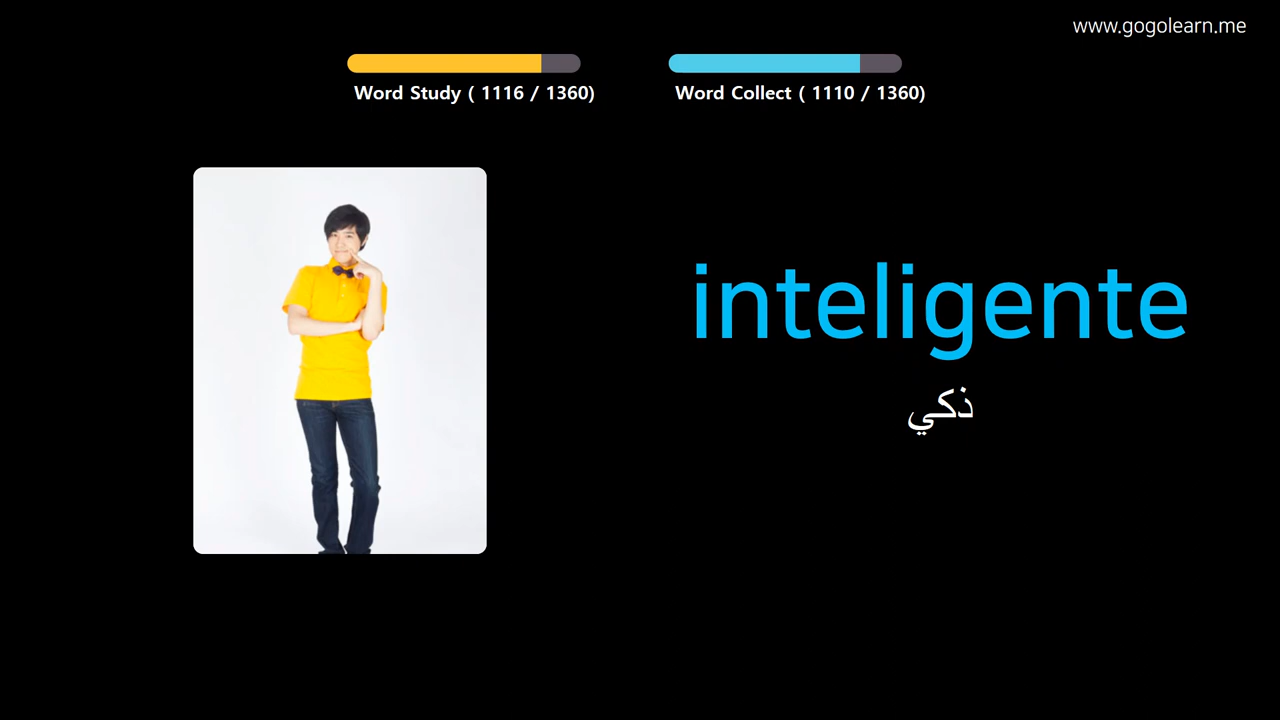 www.gogolearn.me
Word Study ( 1116 / 1360)
Word Collect ( 1110 / 1360)
inteligente
ذكي